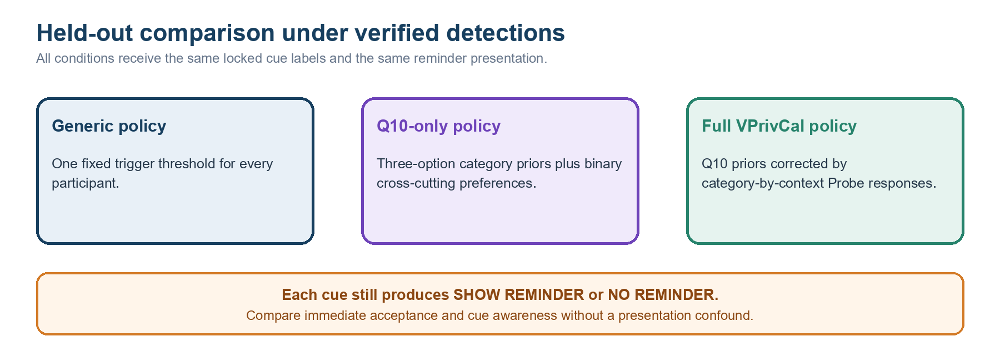 Held-out comparison under verified detections
All conditions receive the same locked cue labels and the same reminder presentation.
Generic policy
One fixed trigger threshold for every
participant.
Q10-only policy
Three-option category priors plus binary
cross-cutting preferences.
Full VPrivCal policy
Q10 priors corrected by
category-by-context Probe responses.
Each cue still produces SHOW REMINDER or NO REMINDER.
Compare immediate acceptance and cue awareness without a presentation confound.